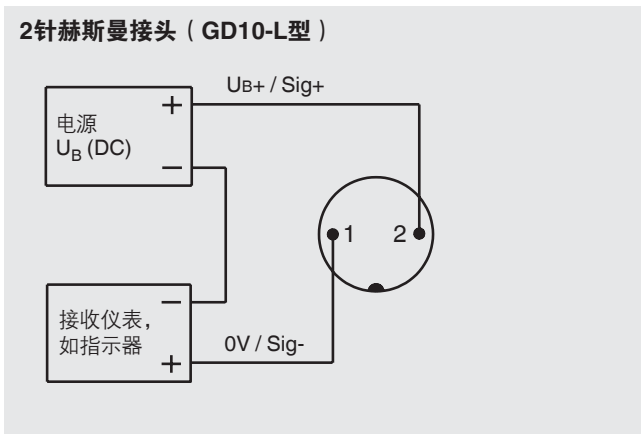 2针赫斯曼接头（GD10-L型）
UB+ / Sig+
+
电源
UB (DC)
−
1
2
−
接收仪表，
如指示器
+
0V / Sig-